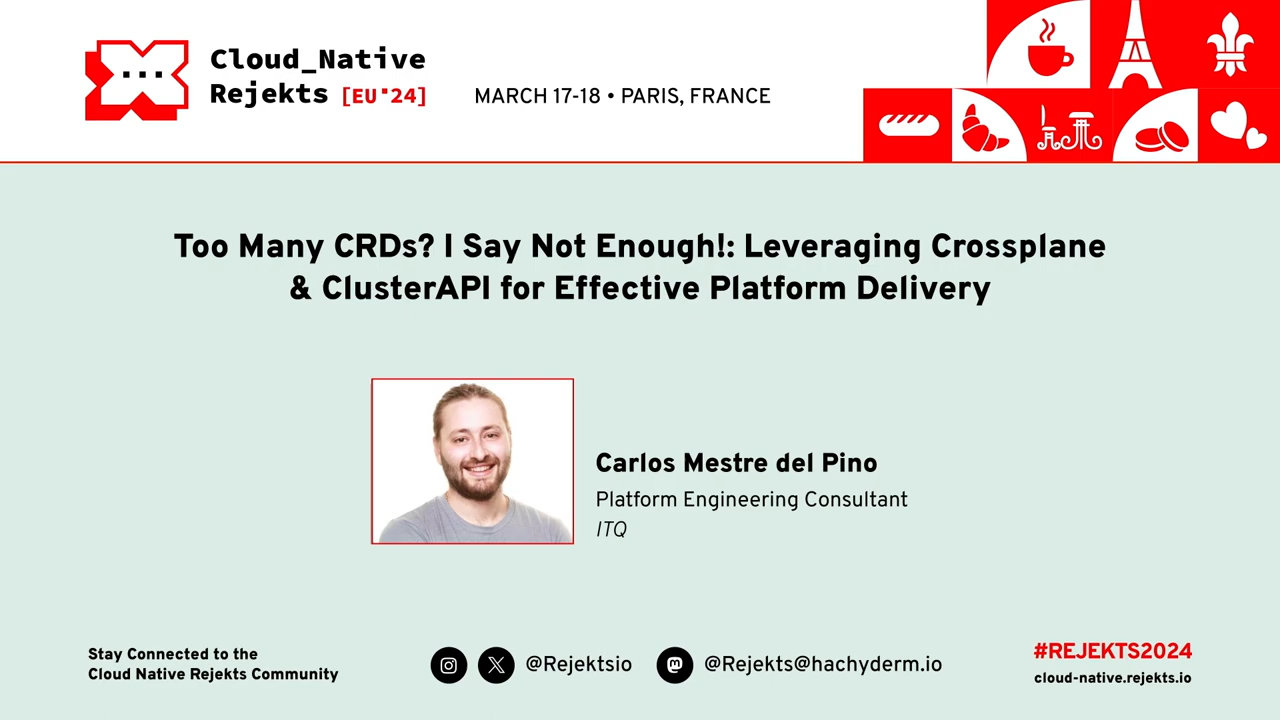 Cloud_Native
Rejekts [EU'24]
MARCH 17-18 • PARIS, FRANCE
Too Many CRDs? I Say Not Enough!: Leveraging Crossplane
& ClusterAPI for Effective Platform Delivery
Carlos Mestre del Pino
Platform Engineering Consultant
ITQ
Stay Connected to the
Cloud Native Rejekts Community
@Rejektsio
@Rejekts@hachyderm.io
#REJEKTS2024
cloud-native.rejekts.io